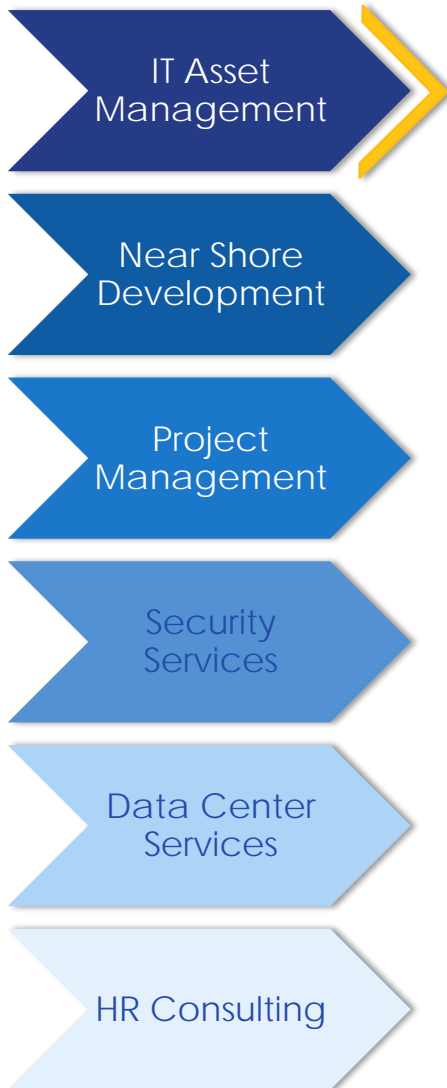 IT Asset
Management
Near Shore
Development
Project
Management
Security
Services
Data Center
Services
HR Consulting